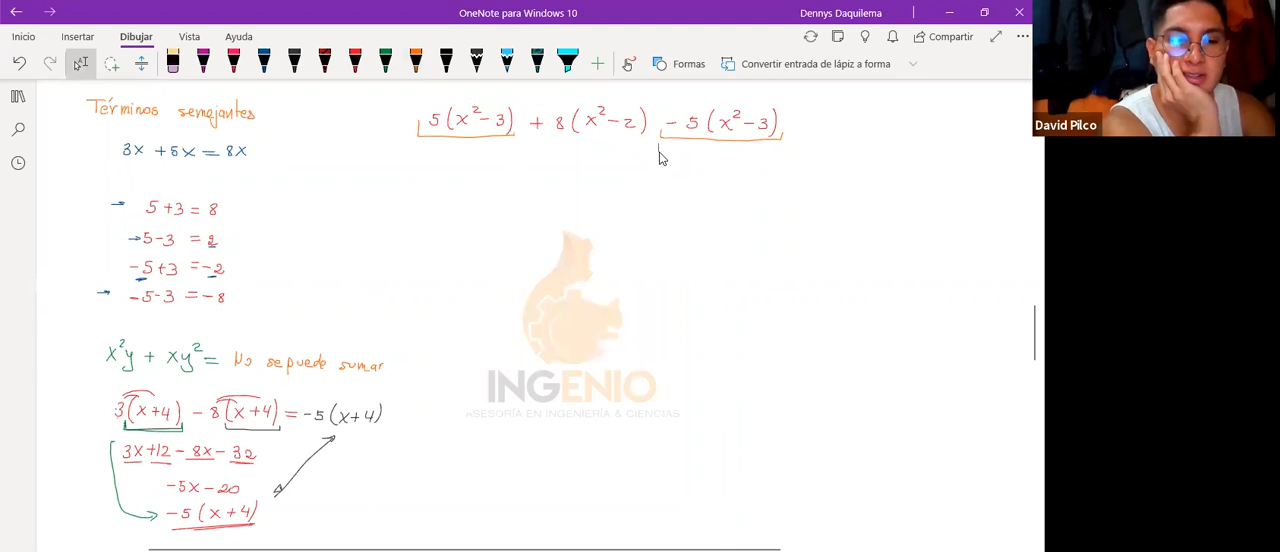 OneNote para Windows 10
Dennys Daquilema
Inicio Insertar Dibujar Vista Ayuda
Compartir
Formas
Convertir entrada de lápiz a forma
David Pilco
Términos semejantes
3x + 5x = 8x
5 + 3 = 8
5 - 3 = 2
-5 + 3 = -2
-5 - 3 = -8
x²y + xy² = No se puede sumar
3(x+4) - 8(x+4) = -5(x+4)
3x + 12 - 8x - 32
-5x - 20
-5(x+4)
5(x²-3) + 8(x²-2) - 5(x²-3)
INGENIO
ASESORÍA EN INGENIERÍA & CIENCIAS